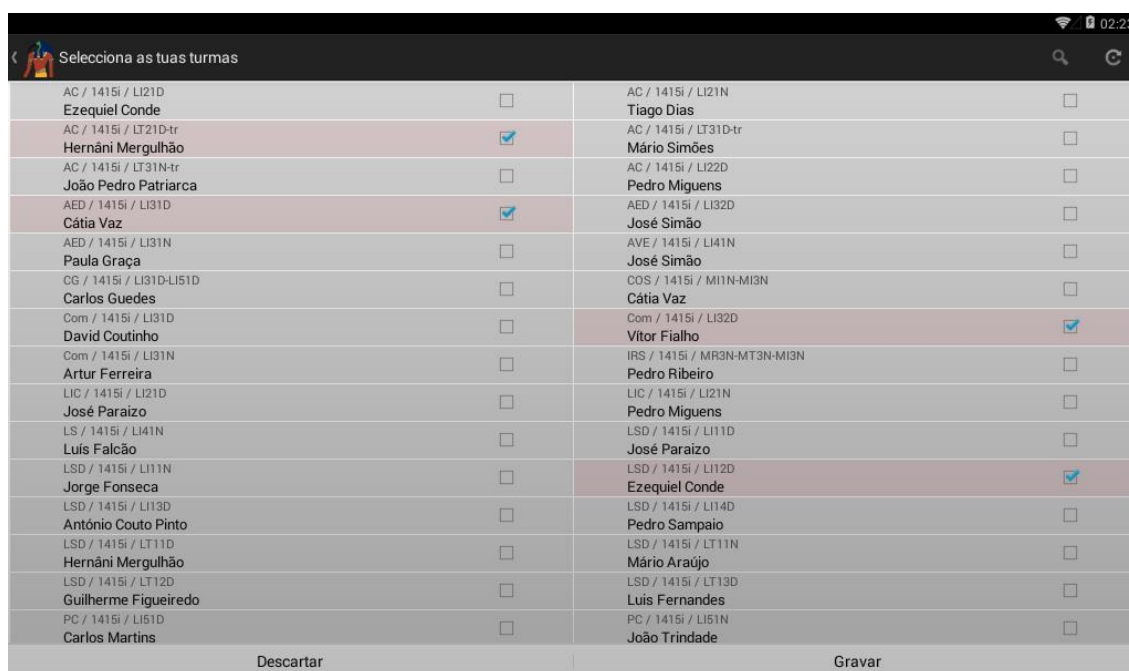 02:23
Selecciona as tuas turmas
AC / 1415i / LI21D
Ezequiel Conde
AC / 1415i / LI21N
Tiago Dias
AC / 1415i / LT21D-tr
Hernâni Mergulhão
AC / 1415i / LT31D-tr
Mário Simões
AC / 1415i / LT31N-tr
João Pedro Patriarca
AC / 1415i / LI22D
Pedro Miguens
AED / 1415i / LI31D
Cátia Vaz
AED / 1415i / LI32D
José Simão
AED / 1415i / LI31N
Paula Graça
AVE / 1415i / LI41N
José Simão
CG / 1415i / LI31D-LI51D
Carlos Guedes
COS / 1415i / MI1N-MI3N
Cátia Vaz
Com / 1415i / LI31D
David Coutinho
Com / 1415i / LI32D
Vítor Fialho
Com / 1415i / LI31N
Artur Ferreira
IRS / 1415i / MR3N-MT3N-MI3N
Pedro Ribeiro
LIC / 1415i / LI21D
José Paraizo
LIC / 1415i / LI21N
Pedro Miguens
LS / 1415i / LI41N
Luís Falcão
LSD / 1415i / LI11D
José Paraizo
LSD / 1415i / LI11N
Jorge Fonseca
LSD / 1415i / LI12D
Ezequiel Conde
LSD / 1415i / LI13D
António Couto Pinto
LSD / 1415i / LI14D
Pedro Sampaio
LSD / 1415i / LT11D
Hernâni Mergulhão
LSD / 1415i / LT11N
Mário Araújo
LSD / 1415i / LT12D
Guilherme Figueiredo
LSD / 1415i / LT13D
Luis Fernandes
PC / 1415i / LI51D
Carlos Martins
PC / 1415i / LI51N
João Trindade
Descartar
Gravar